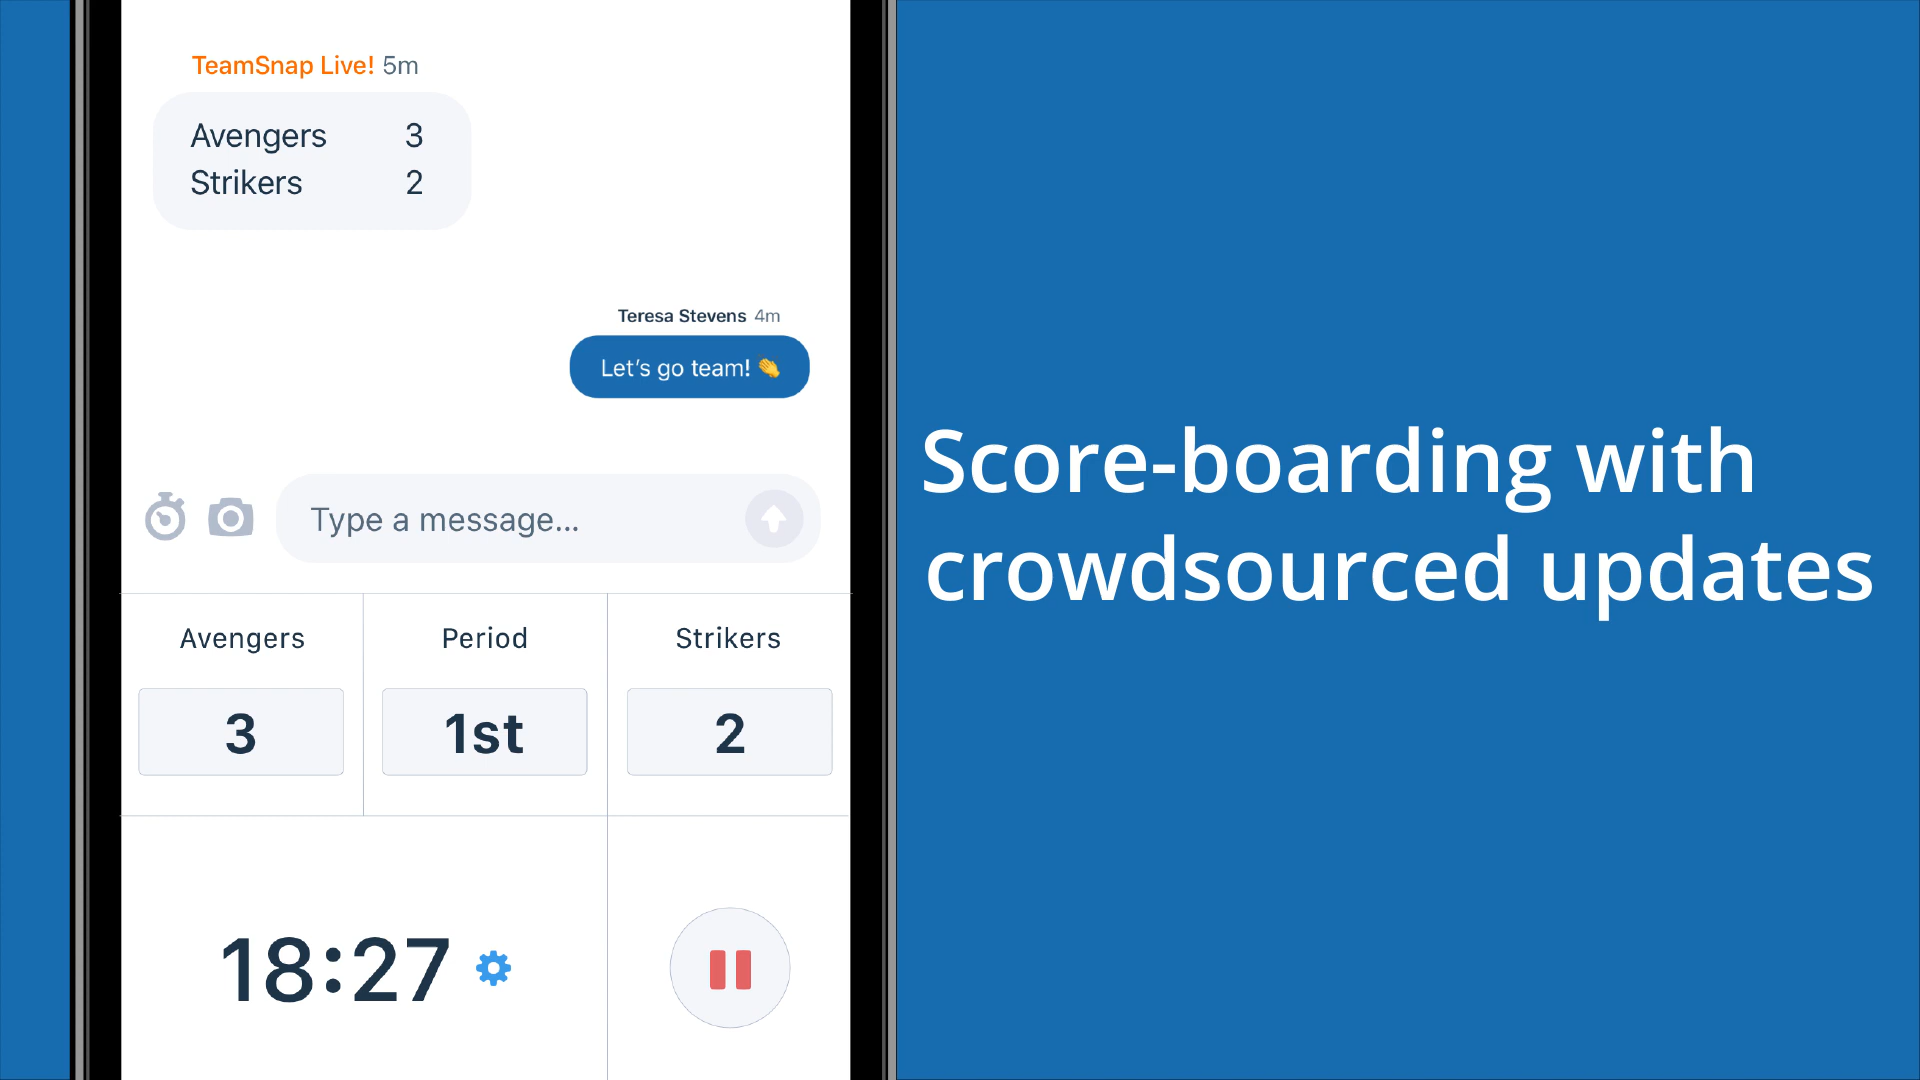 TeamSnap Live! 5m
Avengers 3
Strikers 2
Teresa Stevens 4m
Let’s go team! 👏
Type a message...
Avengers Period Strikers
3 1st 2
18:27
Score-boarding with
crowdsourced updates